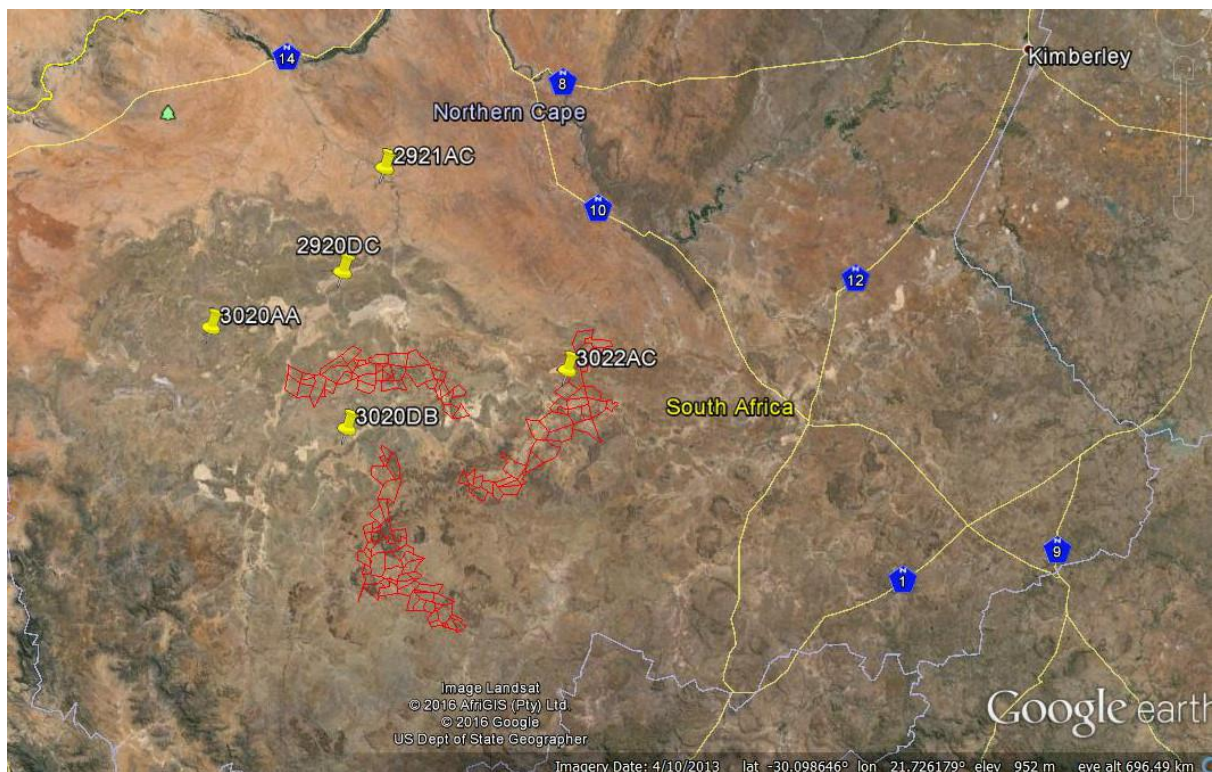 14
8
Kimberley
Northern Cape
2921AC
10
2920DC
12
3020AA
3022AC
South Africa
3020DB
9
1
Image Landsat
© 2016 AfriGIS (Pty) Ltd.
© 2016 Google
US Dept of State Geographer
Google earth
Imagery Date: 4/10/2013 lat -30.098646° lon 21.726179° elev 952 m eye alt 696.49 km